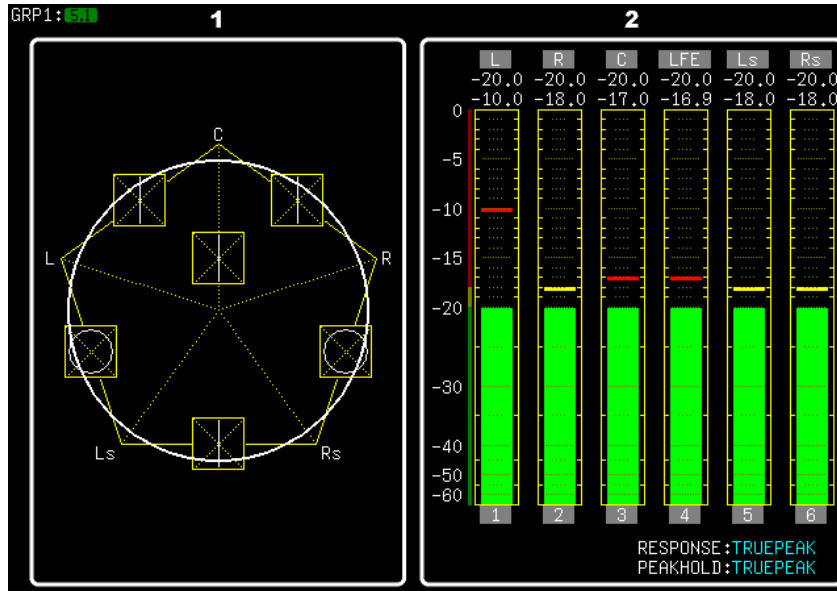 GRP1: 5.1
1
2
C
L
R
Ls
Rs
L R C LFE Ls Rs
-20.0 -20.0 -20.0 -20.0 -20.0 -20.0
-10.0 -18.0 -17.0 -16.9 -18.0 -18.0
0
-5
-10
-15
-20
-30
-40
-50
-60
1 2 3 4 5 6
RESPONSE:TRUEPEAK
PEAKHOLD:TRUEPEAK